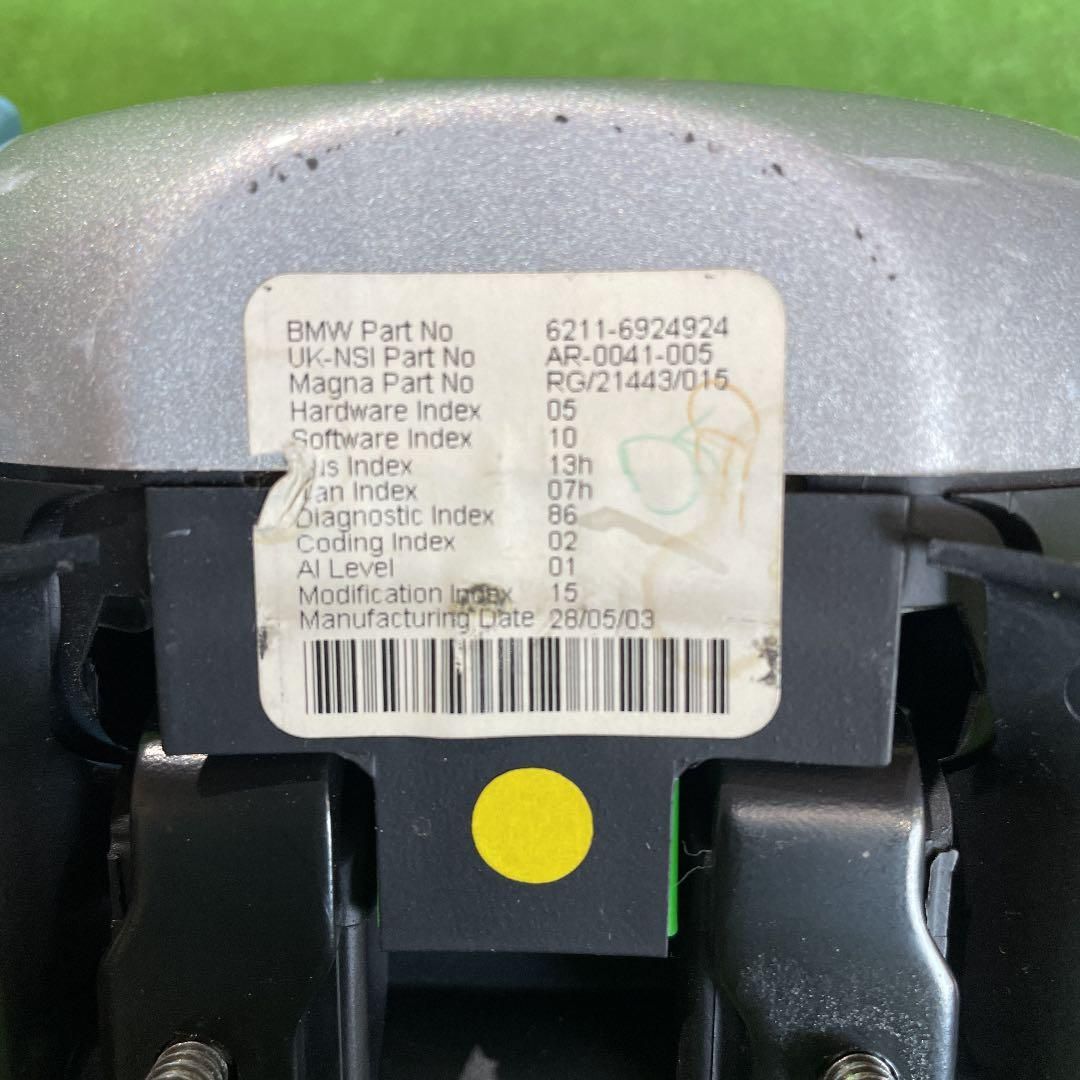 BMW Part No 6211-6924924
UK-NSI Part No AR-0041-005
Magna Part No RG/21443/015
Hardware Index 05
Software Index 10
us Index 13h
an Index 07h
Diagnostic Index 86
Coding Index 02
AI Level 01
Modification Index 15
Manufacturing Date 28/05/03